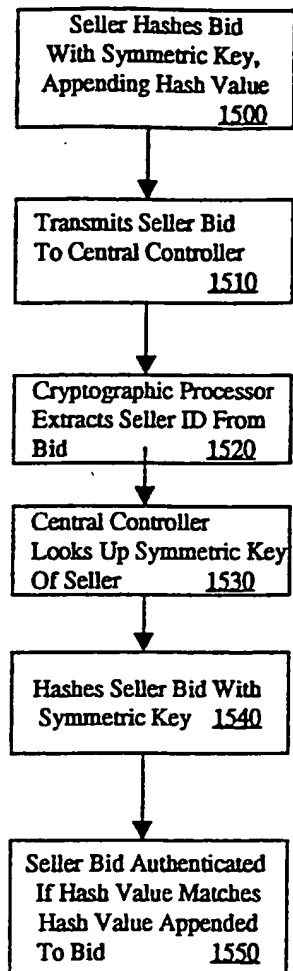 Seller Hashes Bid
With Symmetric Key,
Appending Hash Value
1500
Transmits Seller Bid
To Central Controller
1510
Cryptographic Processor
Extracts Seller ID From
Bid 1520
Central Controller
Looks Up Symmetric Key
Of Seller 1530
Hashes Seller Bid With
Symmetric Key 1540
Seller Bid Authenticated
If Hash Value Matches
Hash Value Appended
To Bid 1550